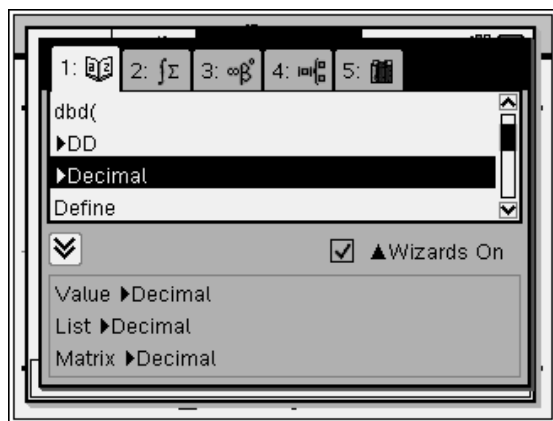 1: 2: ∫Σ 3: ∞β° 4: 5:
dbd(
▶DD
▶Decimal
Define
▲Wizards On
Value ▶Decimal
List ▶Decimal
Matrix ▶Decimal